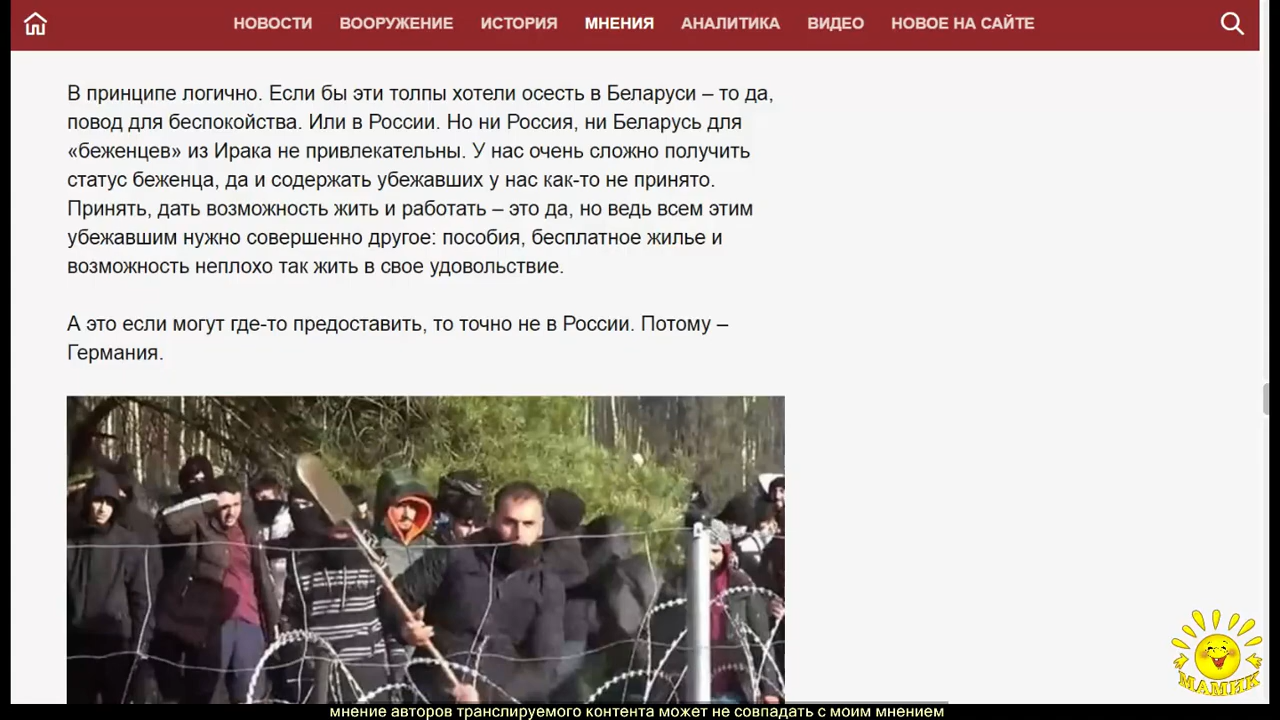 НОВОСТИ ВООРУЖЕНИЕ ИСТОРИЯ МНЕНИЯ АНАЛИТИКА ВИДЕО НОВОЕ НА САЙТЕ
В принципе логично. Если бы эти толпы хотели осесть в Беларуси – то да,
повод для беспокойства. Или в России. Но ни Россия, ни Беларусь для
«беженцев» из Ирака не привлекательны. У нас очень сложно получить
статус беженца, да и содержать убежавших у нас как-то не принято.
Принять, дать возможность жить и работать – это да, но ведь всем этим
убежавшим нужно совершенно другое: пособия, бесплатное жилье и
возможность неплохо так жить в свое удовольствие.
А это если могут где-то предоставить, то точно не в России. Потому –
Германия.
МАМИК
мнение авторов транслируемого контента может не совпадать с моим мнением